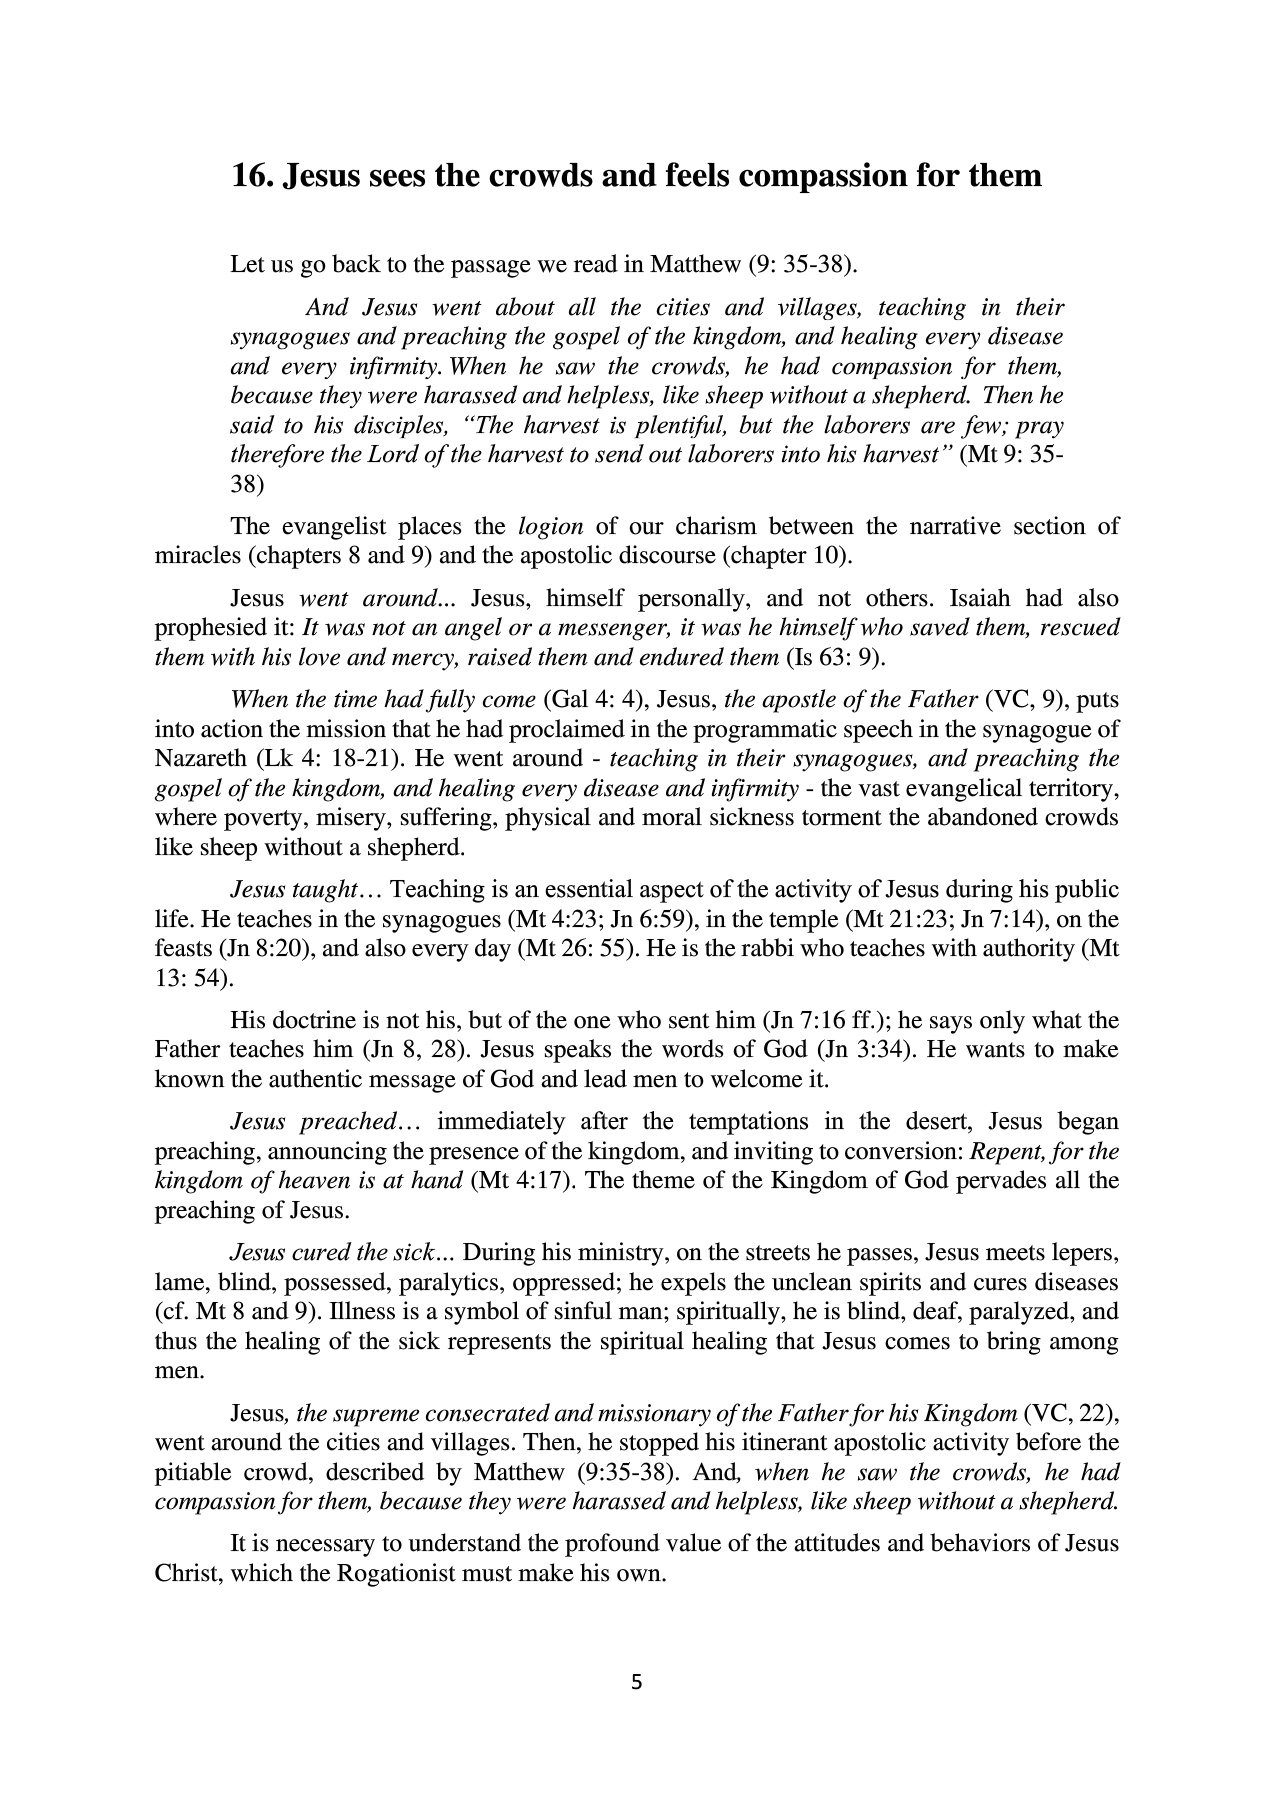 16. Jesus sees the crowds and feels compassion for them
Let us go back to the passage we read in Matthew (9: 35-38).
And Jesus went about all the cities and villages, teaching in their
synagogues and preaching the gospel of the kingdom, and healing every disease
and every infirmity. When he saw the crowds, he had compassion for them,
because they were harassed and helpless, like sheep without a shepherd. Then he
said to his disciples, “The harvest is plentiful, but the laborers are few; pray
therefore the Lord of the harvest to send out laborers into his harvest” (Mt 9: 35-
38)
The evangelist places the logion of our charism between the narrative section of
miracles (chapters 8 and 9) and the apostolic discourse (chapter 10).
Jesus went around... Jesus, himself personally, and not others. Isaiah had also
prophesied it: It was not an angel or a messenger, it was he himself who saved them, rescued
them with his love and mercy, raised them and endured them (Is 63: 9).
When the time had fully come (Gal 4: 4), Jesus, the apostle of the Father (VC, 9), puts
into action the mission that he had proclaimed in the programmatic speech in the synagogue of
Nazareth (Lk 4: 18-21). He went around - teaching in their synagogues, and preaching the
gospel of the kingdom, and healing every disease and infirmity - the vast evangelical territory,
where poverty, misery, suffering, physical and moral sickness torment the abandoned crowds
like sheep without a shepherd.
Jesus taught… Teaching is an essential aspect of the activity of Jesus during his public
life. He teaches in the synagogues (Mt 4:23; Jn 6:59), in the temple (Mt 21:23; Jn 7:14), on the
feasts (Jn 8:20), and also every day (Mt 26: 55). He is the rabbi who teaches with authority (Mt
13: 54).
His doctrine is not his, but of the one who sent him (Jn 7:16 ff.); he says only what the
Father teaches him (Jn 8, 28). Jesus speaks the words of God (Jn 3:34). He wants to make
known the authentic message of God and lead men to welcome it.
Jesus preached… immediately after the temptations in the desert, Jesus began
preaching, announcing the presence of the kingdom, and inviting to conversion: Repent, for the
kingdom of heaven is at hand (Mt 4:17). The theme of the Kingdom of God pervades all the
preaching of Jesus.
Jesus cured the sick... During his ministry, on the streets he passes, Jesus meets lepers,
lame, blind, possessed, paralytics, oppressed; he expels the unclean spirits and cures diseases
(cf. Mt 8 and 9). Illness is a symbol of sinful man; spiritually, he is blind, deaf, paralyzed, and
thus the healing of the sick represents the spiritual healing that Jesus comes to bring among
men.
Jesus, the supreme consecrated and missionary of the Father for his Kingdom (VC, 22),
went around the cities and villages. Then, he stopped his itinerant apostolic activity before the
pitiable crowd, described by Matthew (9:35-38). And, when he saw the crowds, he had
compassion for them, because they were harassed and helpless, like sheep without a shepherd.
It is necessary to understand the profound value of the attitudes and behaviors of Jesus
Christ, which the Rogationist must make his own.
5